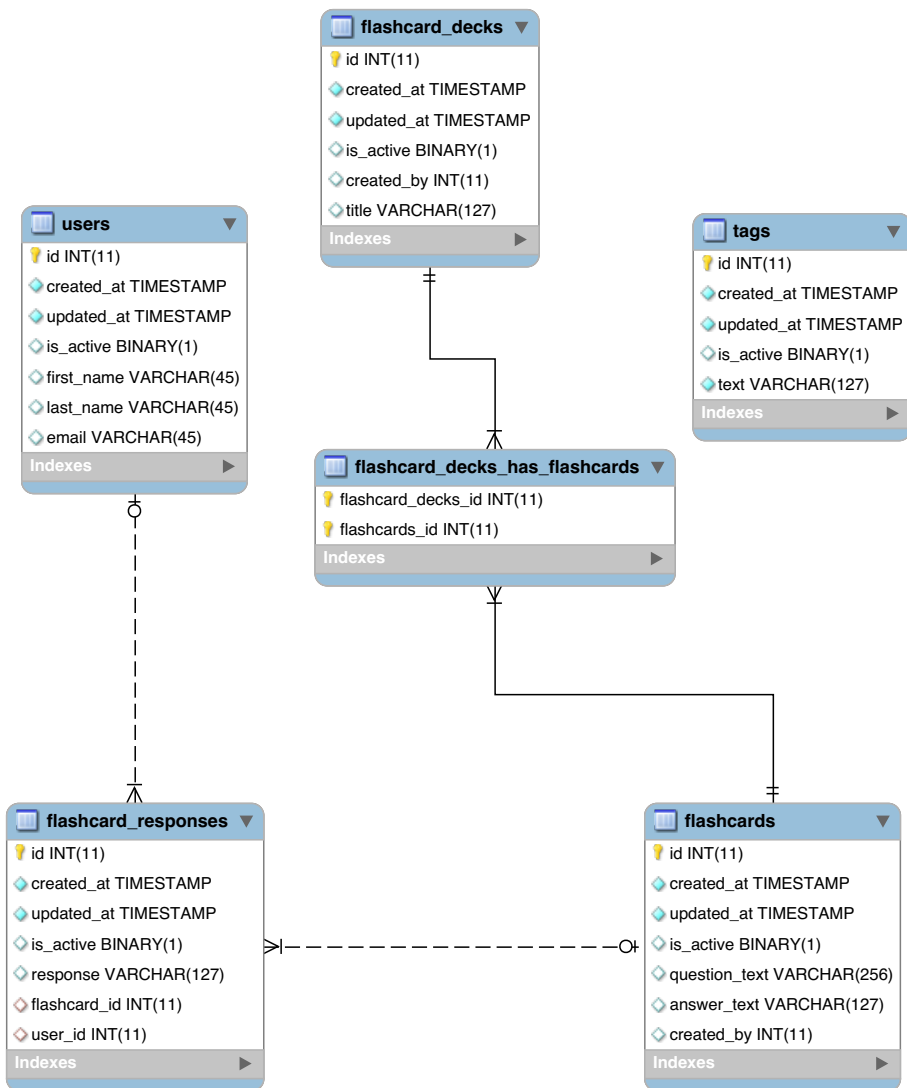 flashcard_decks
id INT(11)
created_at TIMESTAMP
updated_at TIMESTAMP
is_active BINARY(1)
created_by INT(11)
title VARCHAR(127)
Indexes
users
id INT(11)
created_at TIMESTAMP
updated_at TIMESTAMP
is_active BINARY(1)
first_name VARCHAR(45)
last_name VARCHAR(45)
email VARCHAR(45)
Indexes
tags
id INT(11)
created_at TIMESTAMP
updated_at TIMESTAMP
is_active BINARY(1)
text VARCHAR(127)
Indexes
flashcard_decks_has_flashcards
flashcard_decks_id INT(11)
flashcards_id INT(11)
Indexes
flashcard_responses
id INT(11)
created_at TIMESTAMP
updated_at TIMESTAMP
is_active BINARY(1)
response VARCHAR(127)
flashcard_id INT(11)
user_id INT(11)
Indexes
flashcards
id INT(11)
created_at TIMESTAMP
updated_at TIMESTAMP
is_active BINARY(1)
question_text VARCHAR(256)
answer_text VARCHAR(127)
created_by INT(11)
Indexes